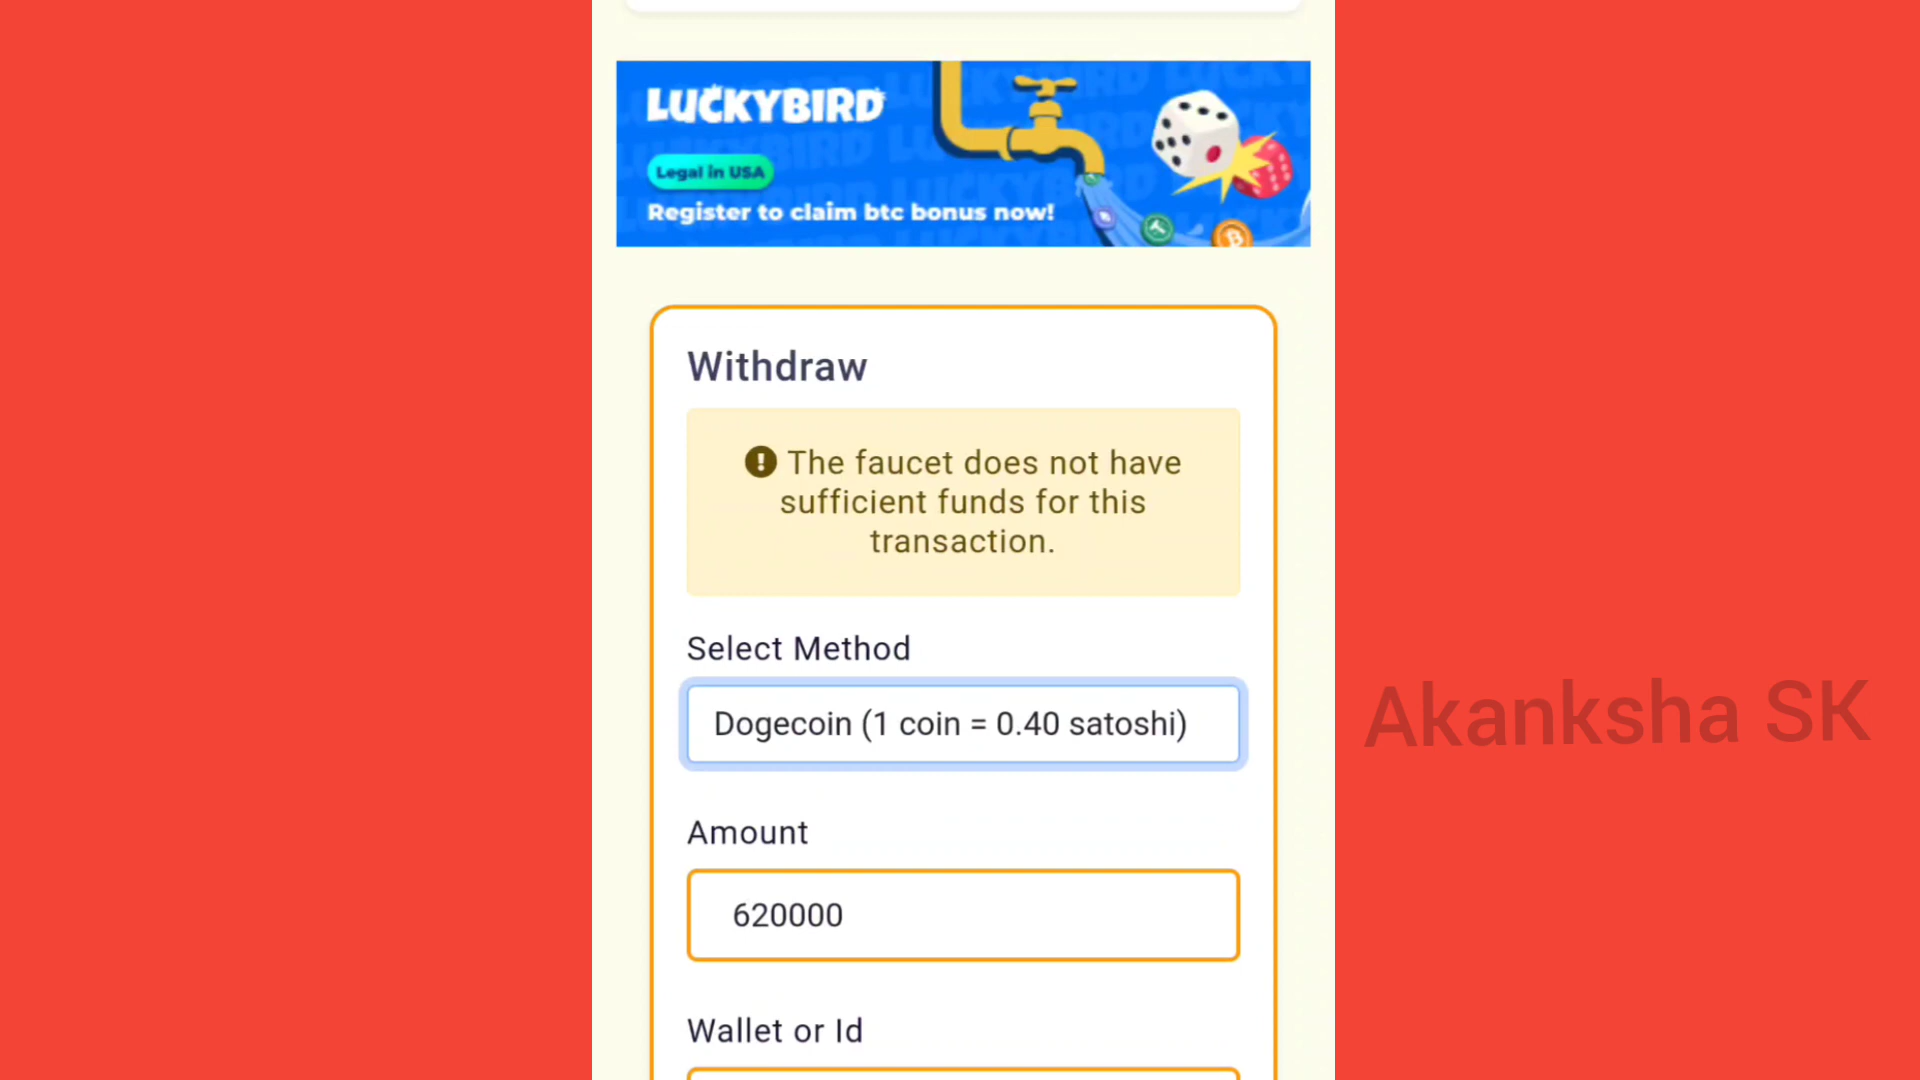 LUCKYBIRD
Legal in USA
Register to claim btc bonus now!
Withdraw
The faucet does not have
sufficient funds for this
transaction.
Select Method
Dogecoin (1 coin = 0.40 satoshi)
Akanksha SK
Amount
620000
Wallet or Id